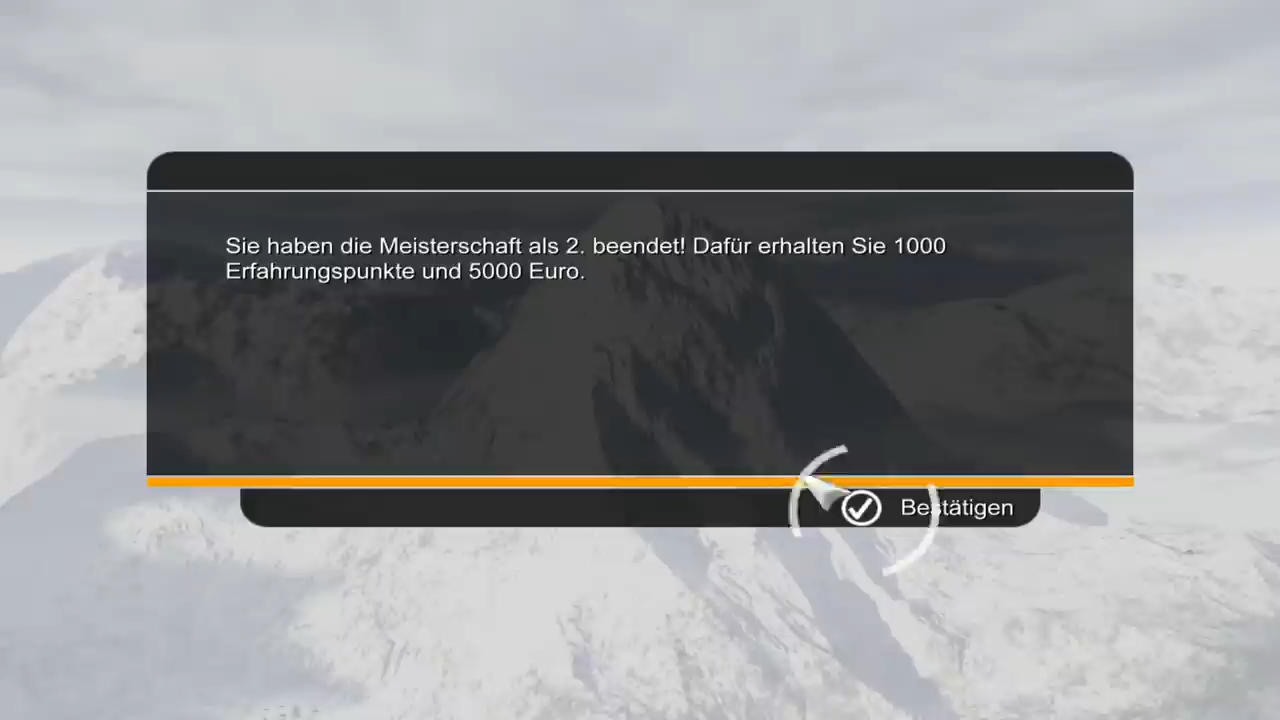 Sie haben die Meisterschaft als 2. beendet! Dafür erhalten Sie 1000
Erfahrungspunkte und 5000 Euro.
Bestätigen